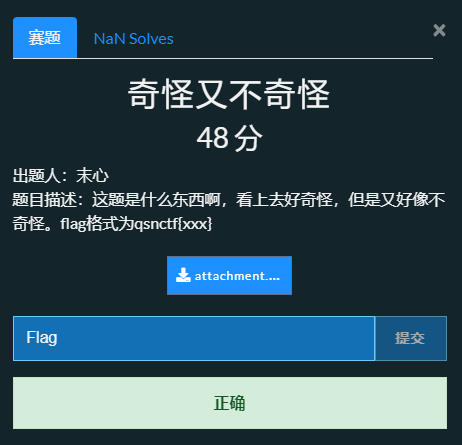 赛题 NaN Solves ×
奇怪又不奇怪
48 分
出题人：末心
题目描述：这题是什么东西啊，看上去好奇怪，但是又好像不
奇怪。flag格式为qsnctf{xxx}
attachment....
Flag 提交
正确